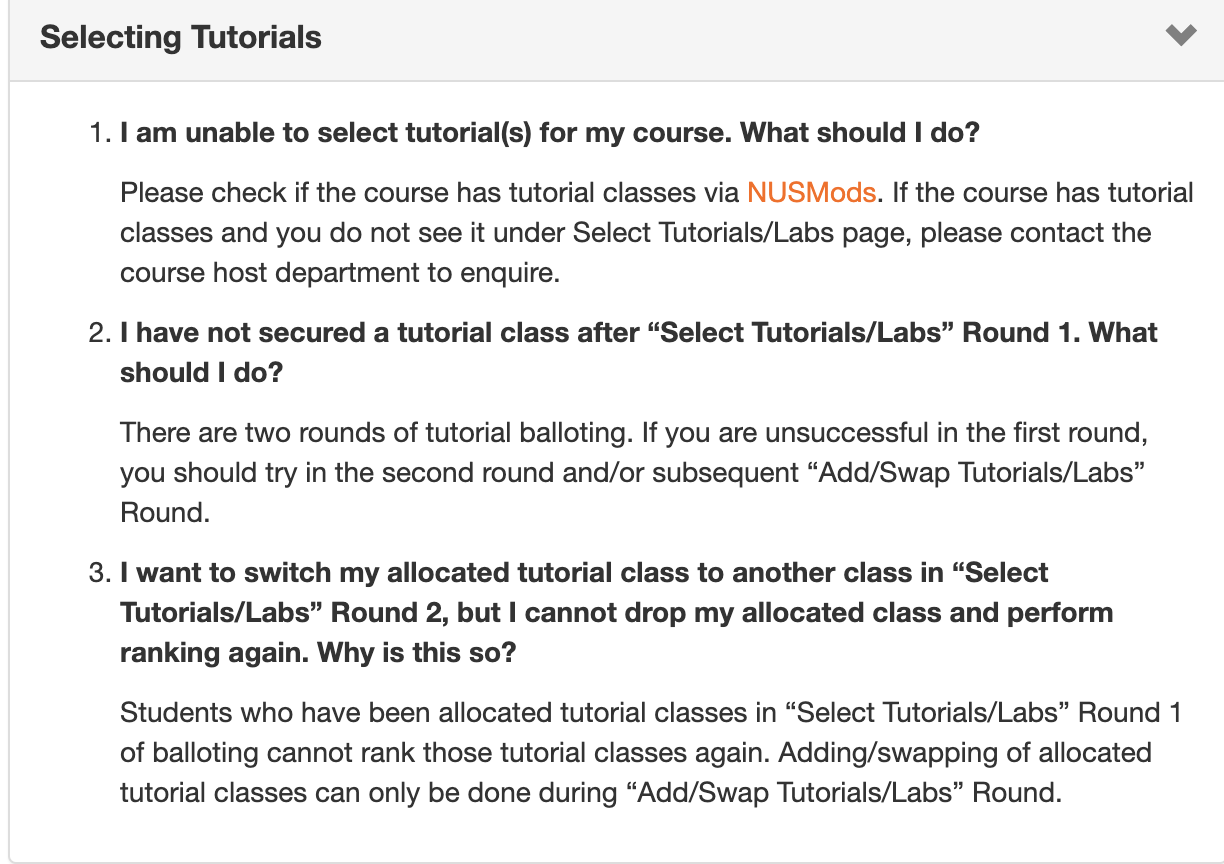 Selecting Tutorials
1. I am unable to select tutorial(s) for my course. What should I do?
Please check if the course has tutorial classes via NUSMods. If the course has tutorial
classes and you do not see it under Select Tutorials/Labs page, please contact the
course host department to enquire.
2. I have not secured a tutorial class after “Select Tutorials/Labs” Round 1. What
should I do?
There are two rounds of tutorial balloting. If you are unsuccessful in the first round,
you should try in the second round and/or subsequent “Add/Swap Tutorials/Labs”
Round.
3. I want to switch my allocated tutorial class to another class in “Select
Tutorials/Labs” Round 2, but I cannot drop my allocated class and perform
ranking again. Why is this so?
Students who have been allocated tutorial classes in “Select Tutorials/Labs” Round 1
of balloting cannot rank those tutorial classes again. Adding/swapping of allocated
tutorial classes can only be done during “Add/Swap Tutorials/Labs” Round.